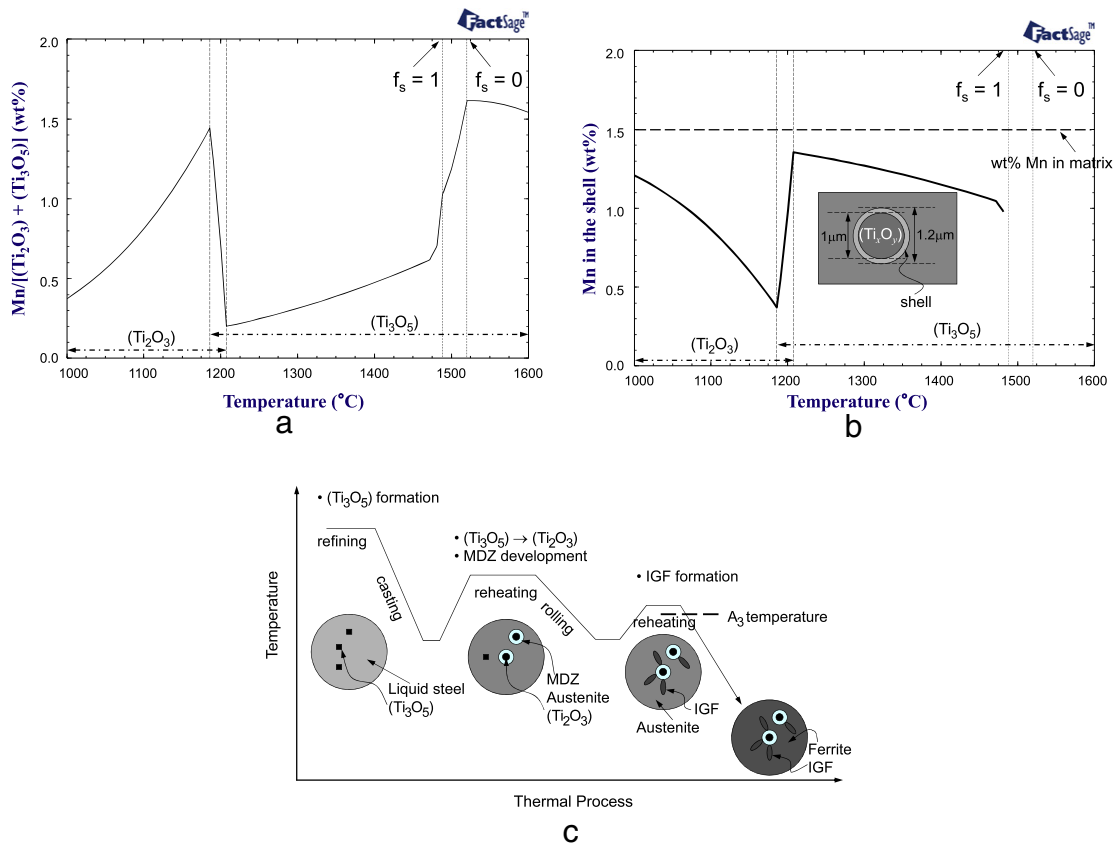 FactSage™
2.0
1.5
1.0
0.5
0.0
Mn/[(Ti₂O₃) + (Ti₃O₅)] (wt%)
fₛ = 1
fₛ = 0
(Ti₂O₃)
(Ti₃O₅)
1000 1100 1200 1300 1400 1500 1600
Temperature (°C)
a
FactSage™
2.0
1.5
1.0
0.5
0.0
Mn in the shell (wt%)
fₛ = 1
fₛ = 0
wt% Mn in matrix
1μm
(TiₓOᵧ)
1.2μm
shell
(Ti₂O₃)
(Ti₃O₅)
1000 1100 1200 1300 1400 1500 1600
Temperature (°C)
b
Temperature
• (Ti₃O₅) formation
refining
casting
• (Ti₃O₅) → (Ti₂O₃)
• MDZ development
reheating
rolling
• IGF formation
reheating
A₃ temperature
Liquid steel
(Ti₃O₅)
MDZ
Austenite
(Ti₂O₃)
IGF
Austenite
Ferrite
IGF
Thermal Process
c